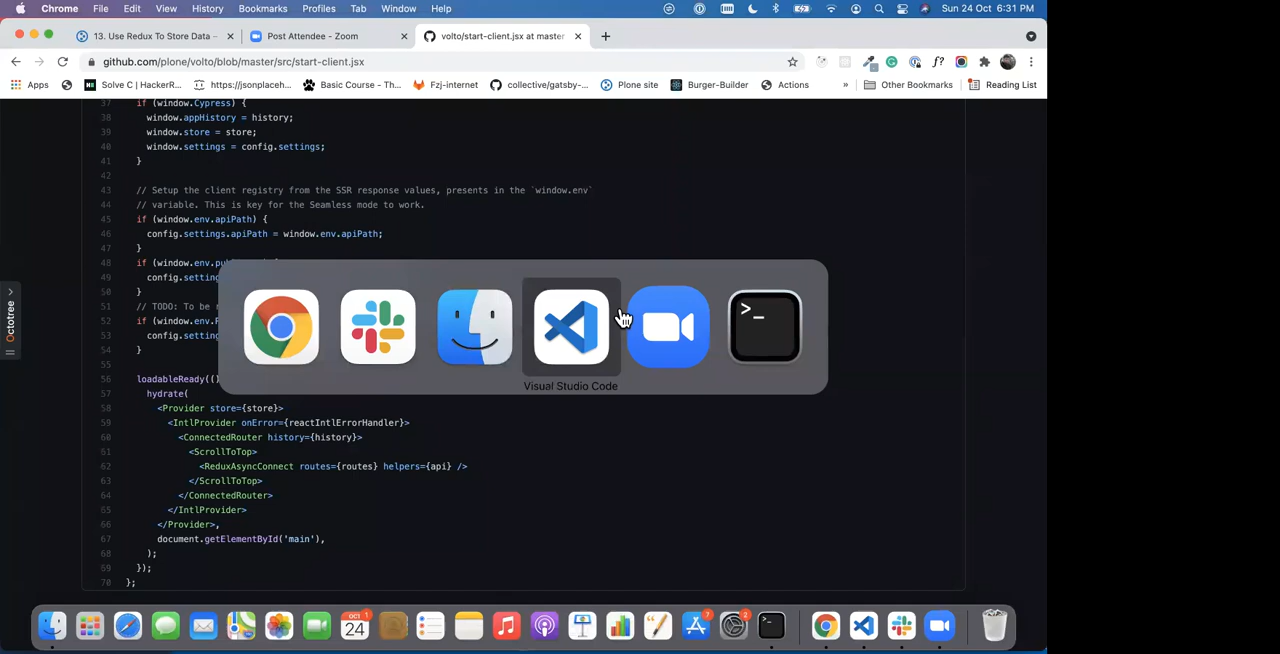 Chrome File Edit View History Bookmarks Profiles Tab Window Help Sun 24 Oct 6:31 PM
13. Use Redux To Store Data – Post Attendee - Zoom volto/start-client.jsx at master
github.com/plone/volto/blob/master/src/start-client.jsx
Apps Solve C | HackerR... https://jsonplaceh... Basic Course - Th... Fzj-internet collective/gatsby-... Plone site Burger-Builder Actions » Other Bookmarks Reading List
37 if (window.Cypress) {
38 window.appHistory = history;
39 window.store = store;
40 window.settings = config.settings;
41 }
42
43 // Setup the client registry from the SSR response values, presents in the `window.env`
44 // variable. This is key for the Seamless mode to work.
45 if (window.env.apiPath) {
46 config.settings.apiPath = window.env.apiPath;
47 }
48 if (window.env.pu
49 config.setting
50 }
51 // TODO: To be
52 if (window.env.
53 config.setting
54 }
55
56 loadableReady(()
57 hydrate(
58 <Provider store={store}>
59 <IntlProvider onError={reactIntlErrorHandler}>
60 <ConnectedRouter history={history}>
61 <ScrollToTop>
62 <ReduxAsyncConnect routes={routes} helpers={api} />
63 </ScrollToTop>
64 </ConnectedRouter>
65 </IntlProvider>
66 </Provider>,
67 document.getElementById('main'),
68 );
69 });
70 };
Octotree
>_
Visual Studio Code
OCT 1
24
7
2